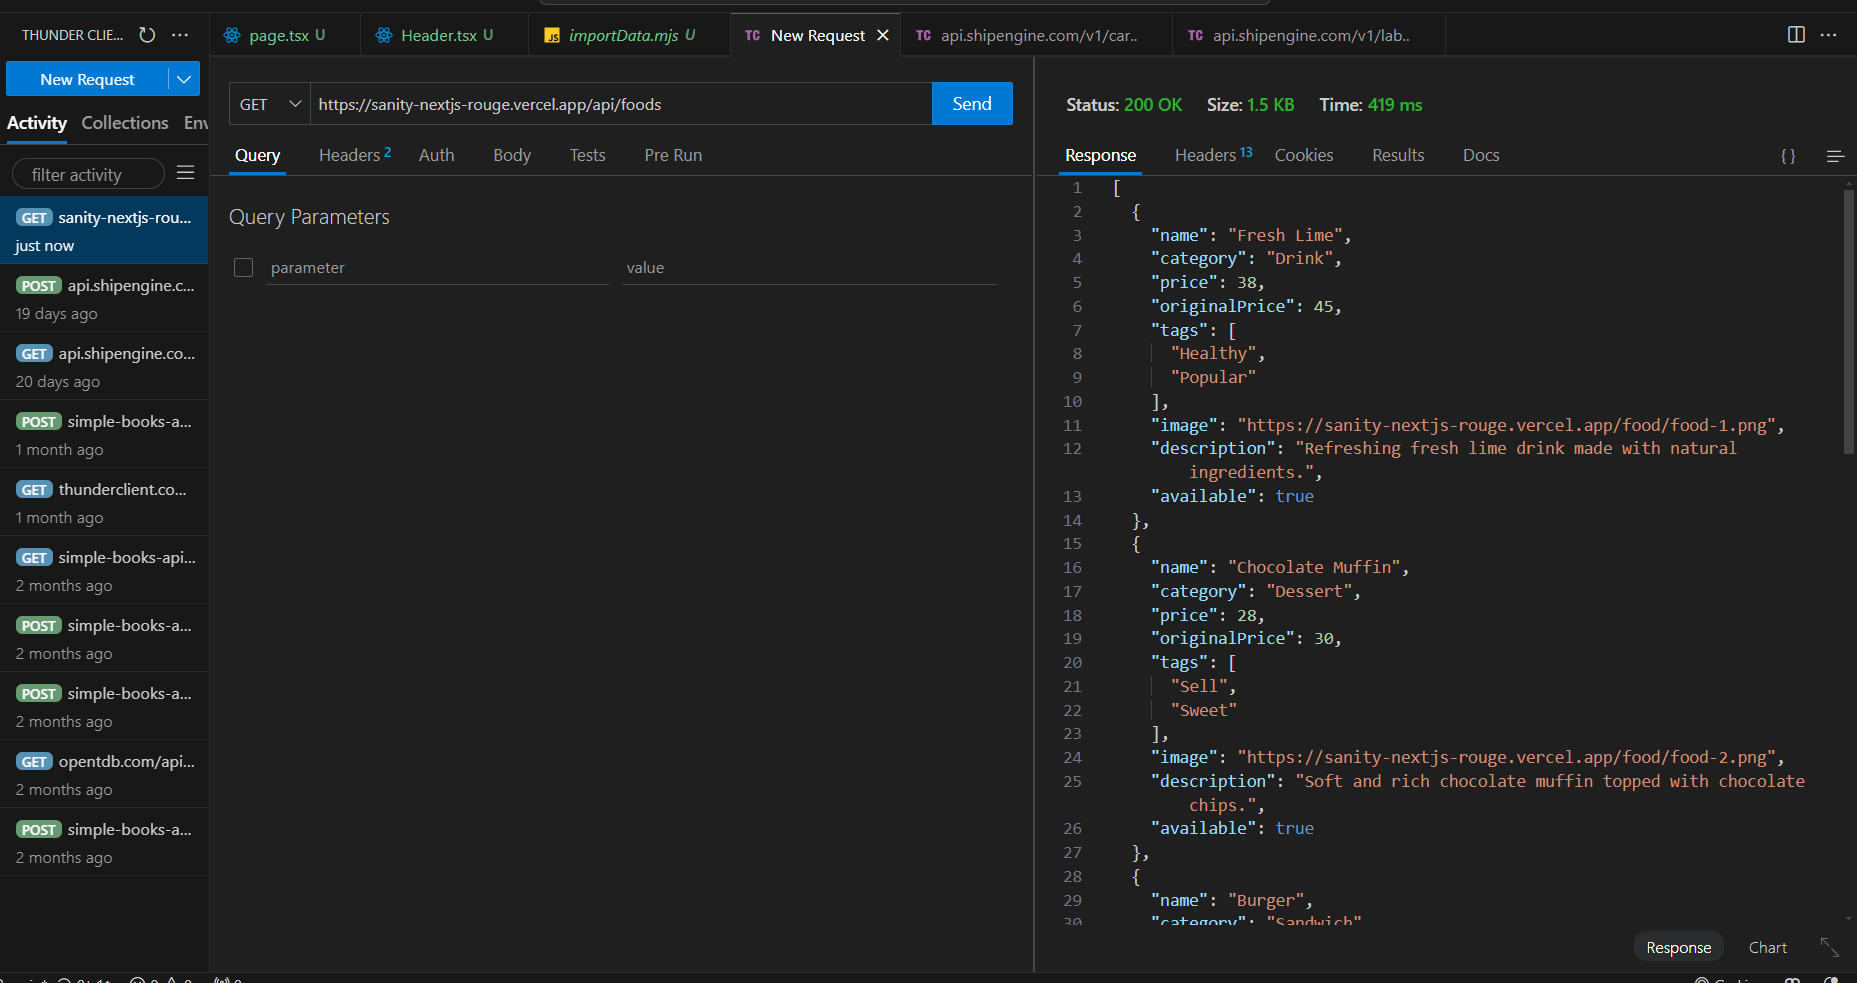 THUNDER CLIE...
page.tsx U
Header.tsx U
importData.mjs U
TC New Request
TC api.shipengine.com/v1/car..
TC api.shipengine.com/v1/lab..
New Request
Activity Collections Env
filter activity
GET sanity-nextjs-rou...
just now
POST api.shipengine.c...
19 days ago
GET api.shipengine.co...
20 days ago
POST simple-books-a...
1 month ago
GET thunderclient.co...
1 month ago
GET simple-books-api...
2 months ago
POST simple-books-a...
2 months ago
POST simple-books-a...
2 months ago
GET opentdb.com/api...
2 months ago
POST simple-books-a...
2 months ago
GET https://sanity-nextjs-rouge.vercel.app/api/foods Send
Query Headers 2 Auth Body Tests Pre Run
Query Parameters
parameter value
Status: 200 OK Size: 1.5 KB Time: 419 ms
Response Headers 13 Cookies Results Docs { }
1 [
2 {
3 "name": "Fresh Lime",
4 "category": "Drink",
5 "price": 38,
6 "originalPrice": 45,
7 "tags": [
8 "Healthy",
9 "Popular"
10 ],
11 "image": "https://sanity-nextjs-rouge.vercel.app/food/food-1.png",
12 "description": "Refreshing fresh lime drink made with natural
ingredients.",
13 "available": true
14 },
15 {
16 "name": "Chocolate Muffin",
17 "category": "Dessert",
18 "price": 28,
19 "originalPrice": 30,
20 "tags": [
21 "Sell",
22 "Sweet"
23 ],
24 "image": "https://sanity-nextjs-rouge.vercel.app/food/food-2.png",
25 "description": "Soft and rich chocolate muffin topped with chocolate
chips.",
26 "available": true
27 },
28 {
29 "name": "Burger",
30 "category": "Sandwich"
Response Chart